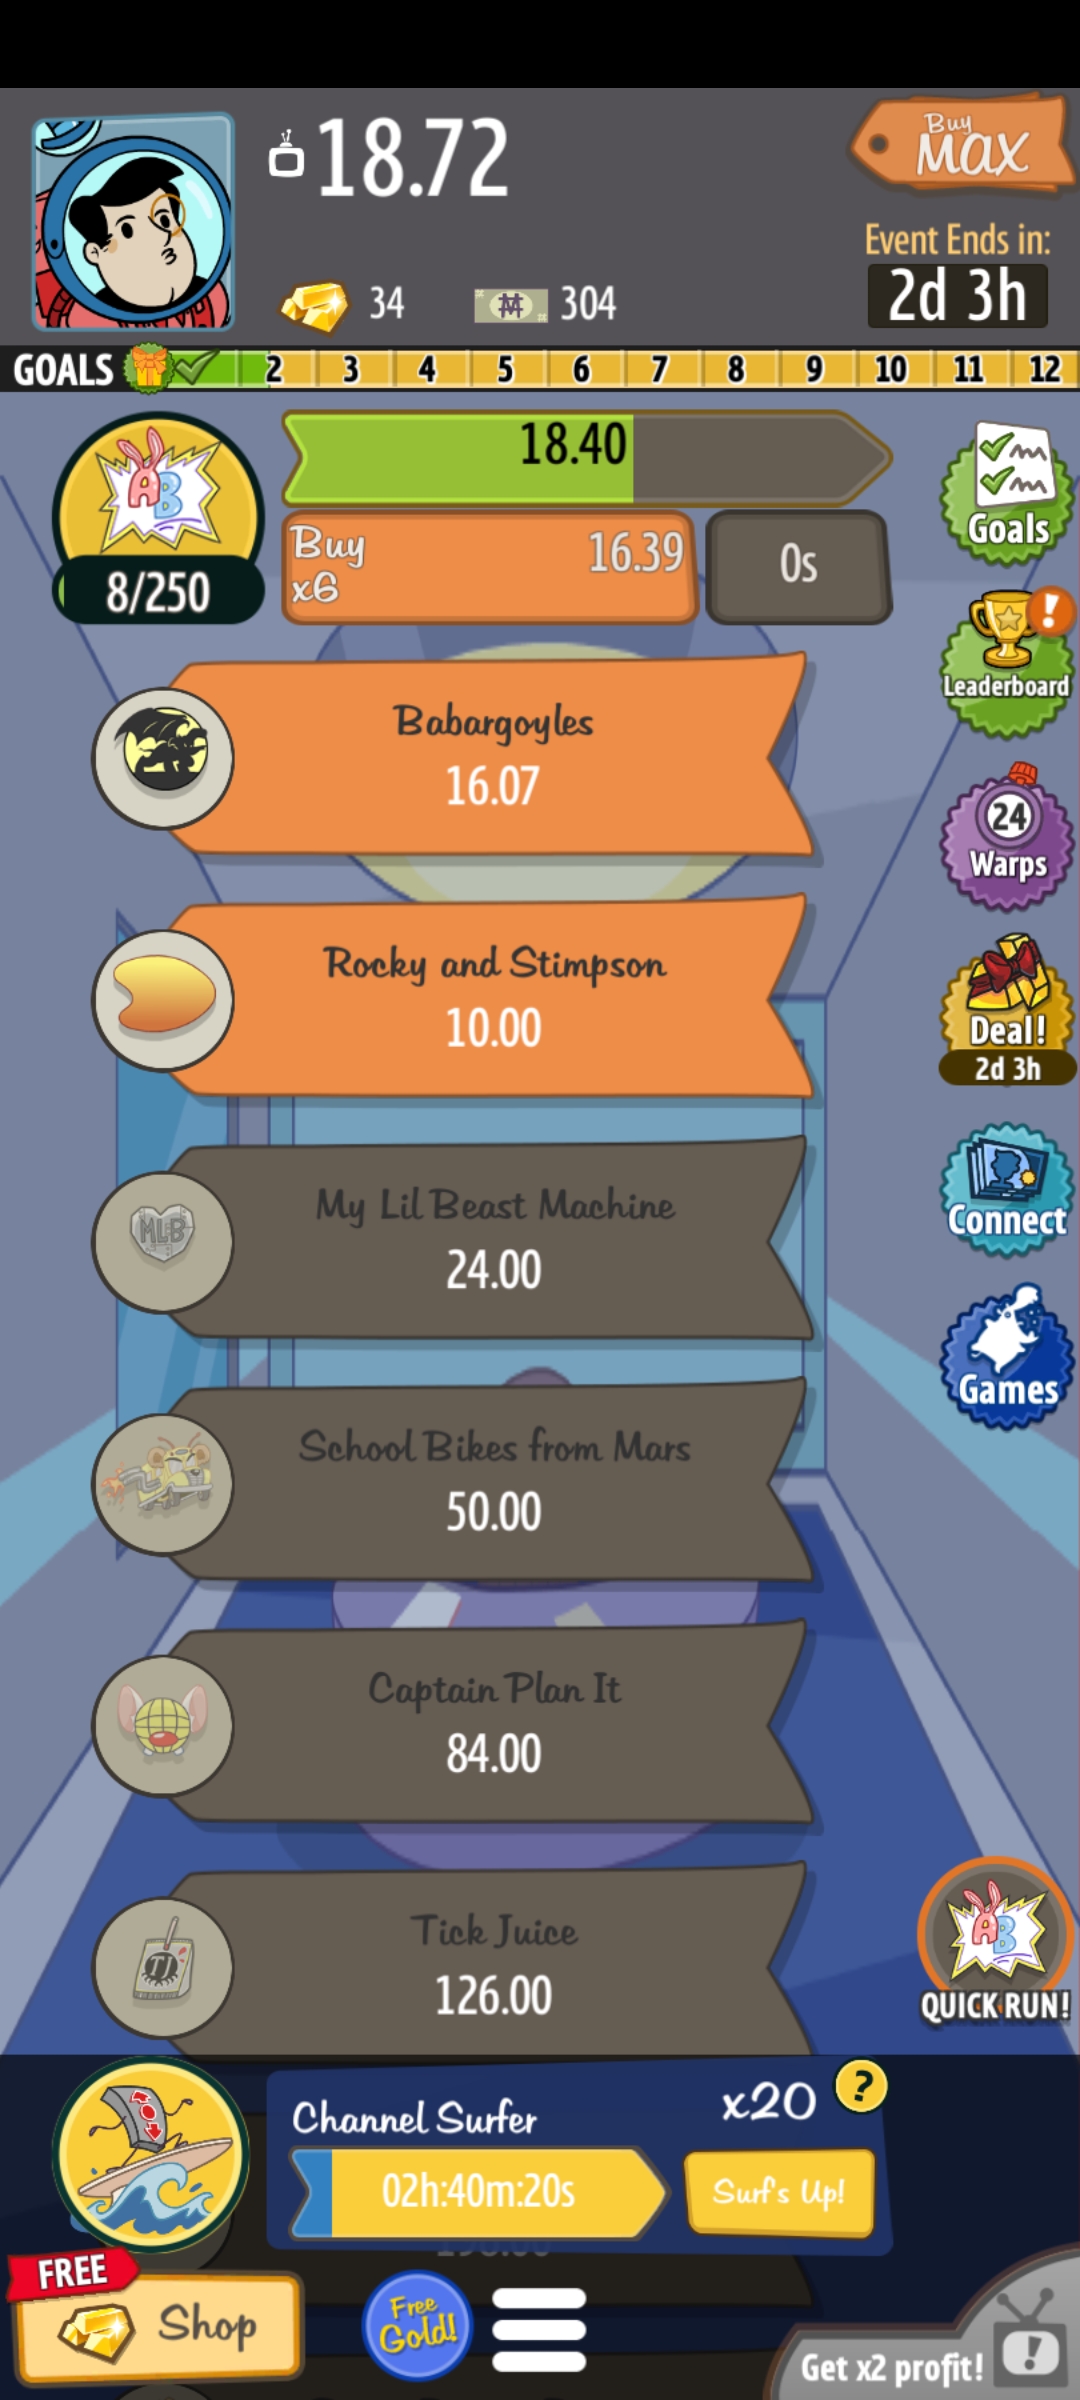 18.72
Buy
MAX
Event Ends in:
2d 3h
34
304
GOALS 2 3 4 5 6 7 8 9 10 11 12
AB
8/250
18.40
Buy
x6
16.39
0s
Goals
!
Leaderboard
Babargoyles
16.07
24
Warps
Rocky and Stimpson
10.00
Deal!
2d 3h
MLB
My Lil Beast Machine
24.00
Connect
School Bikes from Mars
50.00
Games
Captain Plan It
84.00
TJ
Tick Juice
126.00
AB
QUICK RUN!
Channel Surfer
x20
?
02h:40m:20s
Surf's Up!
FREE
Shop
Free
Gold!
Get x2 profit!
!